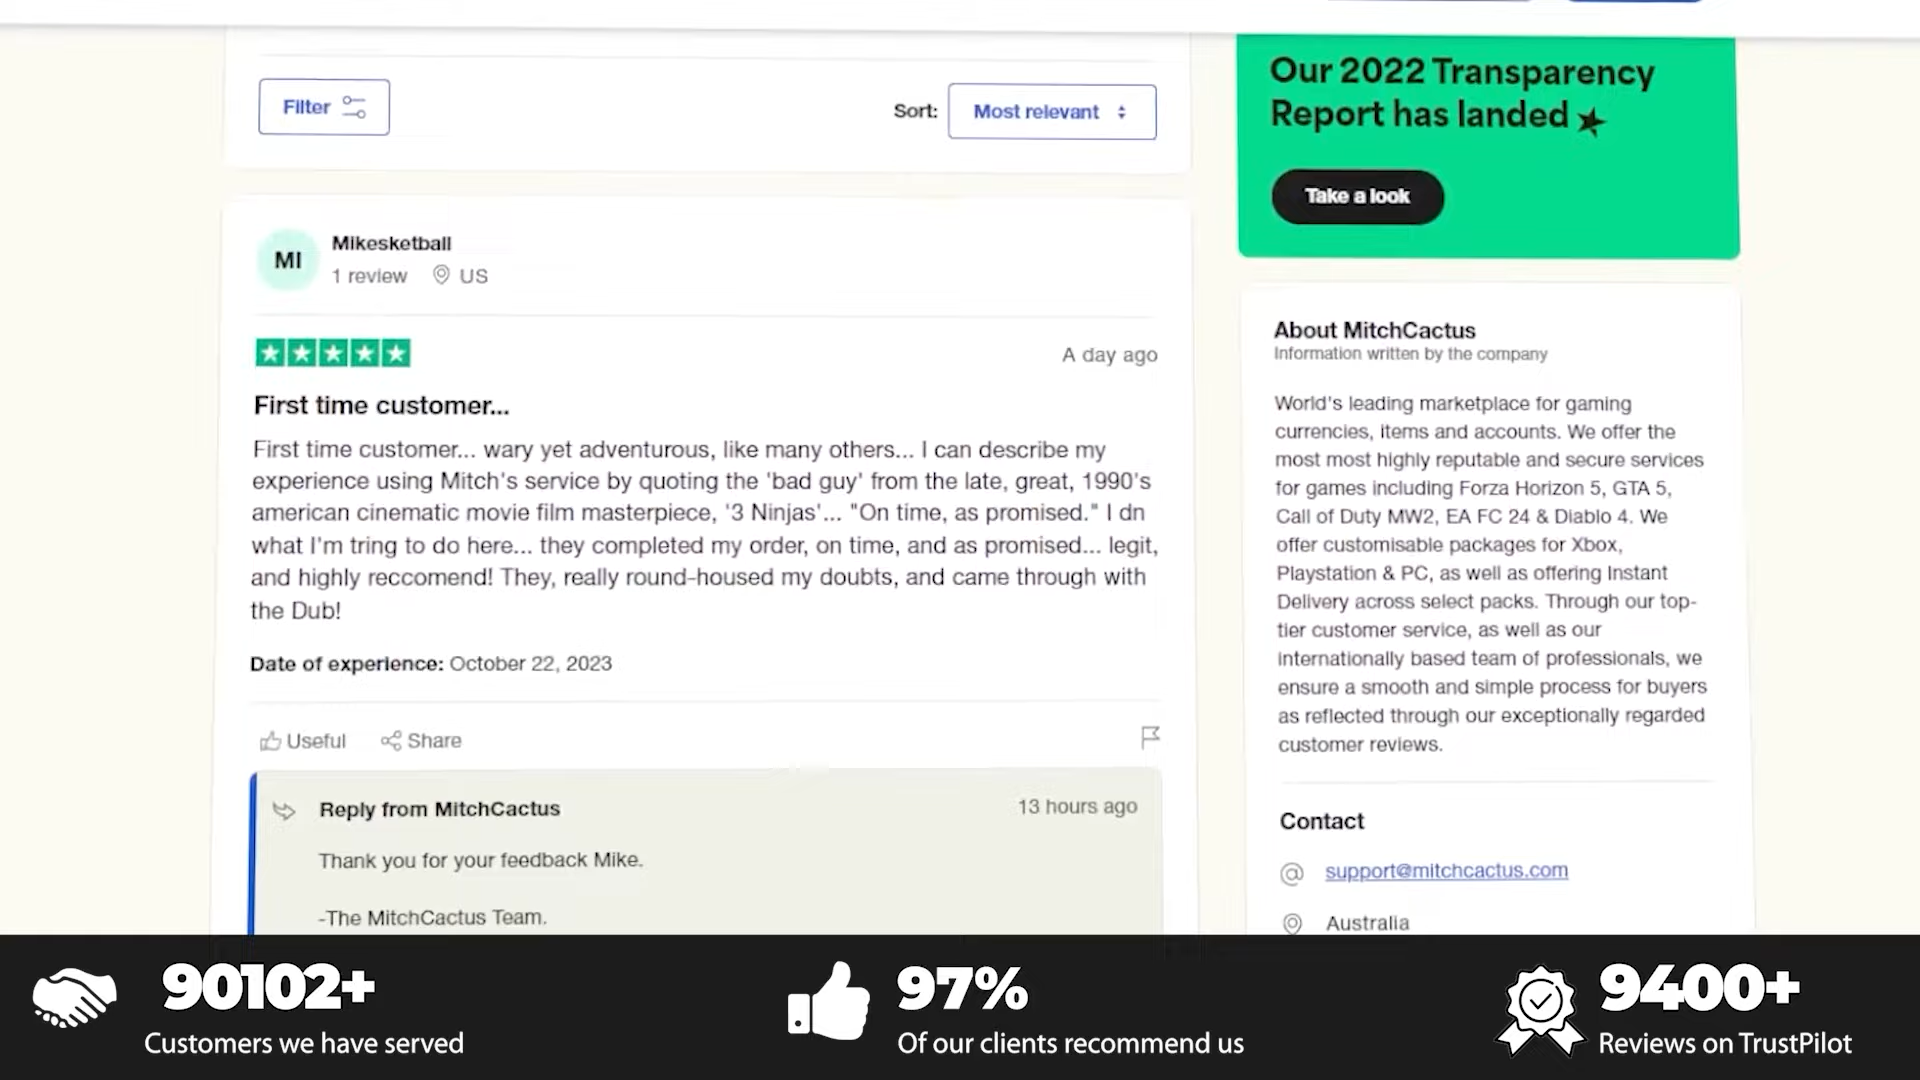 Filter
Sort:
Most relevant
MI
Mikesketball
1 review
US
A day ago
First time customer...
First time customer... wary yet adventurous, like many others... I can describe my
experience using Mitch's service by quoting the 'bad guy' from the late, great, 1990's
american cinematic movie film masterpiece, '3 Ninjas'... "On time, as promised." I dn
what I'm tring to do here... they completed my order, on time, and as promised... legit,
and highly reccomend! They, really round-housed my doubts, and came through with
the Dub!
Date of experience: October 22, 2023
Useful
Share
Reply from MitchCactus
13 hours ago
Thank you for your feedback Mike.
-The MitchCactus Team.
Our 2022 Transparency
Report has landed
Take a look
About MitchCactus
Information written by the company
World's leading marketplace for gaming
currencies, items and accounts. We offer the
most most highly reputable and secure services
for games including Forza Horizon 5, GTA 5,
Call of Duty MW2, EA FC 24 & Diablo 4. We
offer customisable packages for Xbox,
Playstation & PC, as well as offering Instant
Delivery across select packs. Through our top-
tier customer service, as well as our
internationally based team of professionals, we
ensure a smooth and simple process for buyers
as reflected through our exceptionally regarded
customer reviews.
Contact
support@mitchcactus.com
Australia
90102+
Customers we have served
97%
Of our clients recommend us
9400+
Reviews on TrustPilot